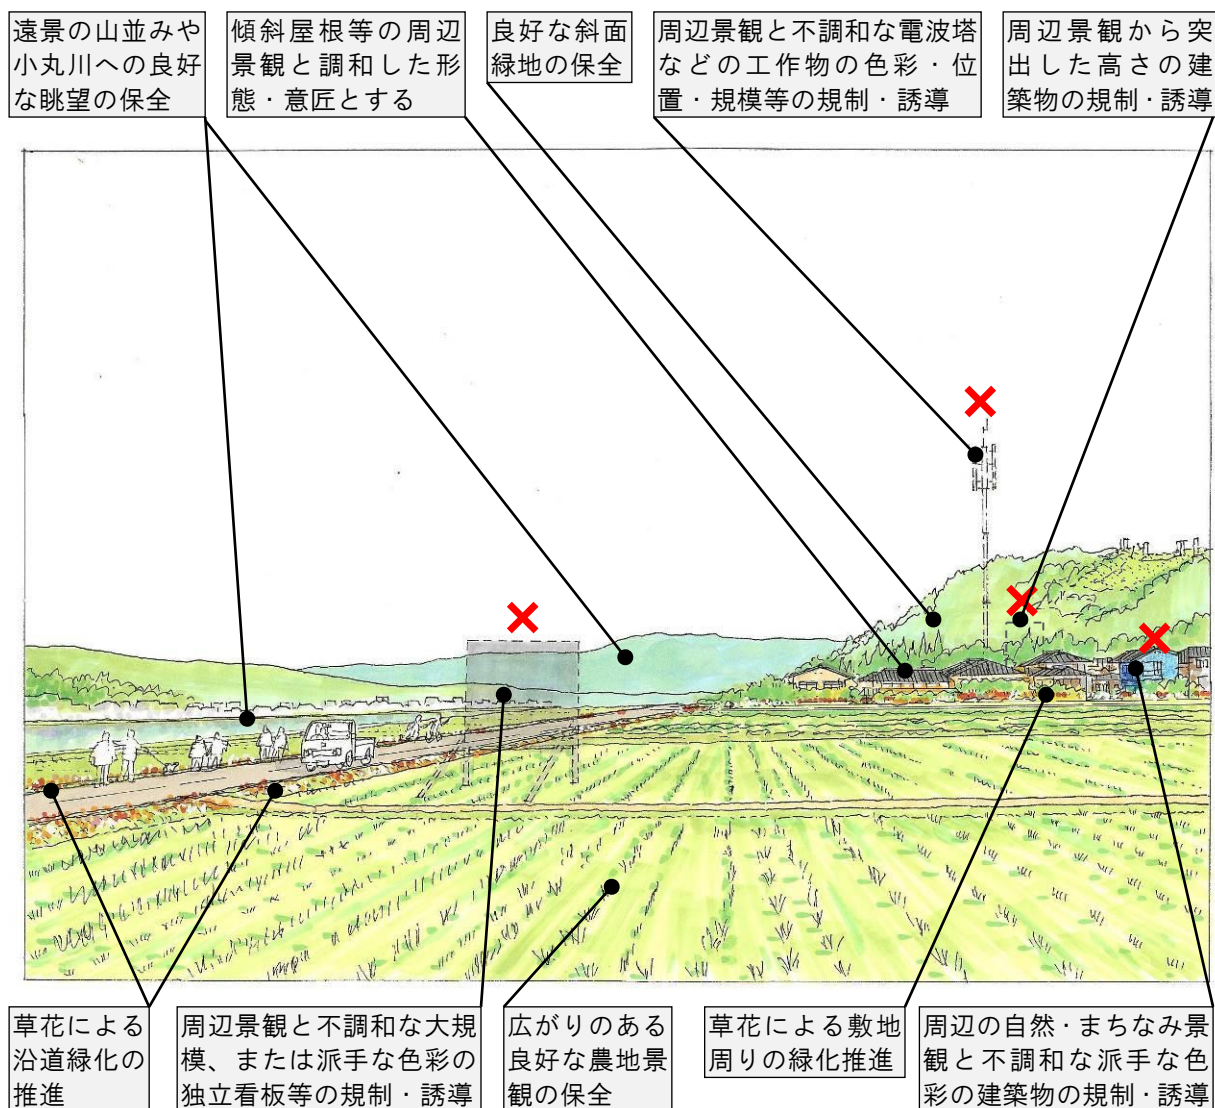 遠景の山並みや
小丸川への良好
な眺望の保全
傾斜屋根等の周辺
景観と調和した形
態・意匠とする
良好な斜面
緑地の保全
周辺景観と不調和な電波塔
などの工作物の色彩・位
置・規模等の規制・誘導
周辺景観から突
出した高さの建
築物の規制・誘導
草花による
沿道緑化の
推進
周辺景観と不調和な大規
模、または派手な色彩の
独立看板等の規制・誘導
広がりのある
良好な農地景
観の保全
草花による敷地
周りの緑化推進
周辺の自然・まちなみ景
観と不調和な派手な色
彩の建築物の規制・誘導